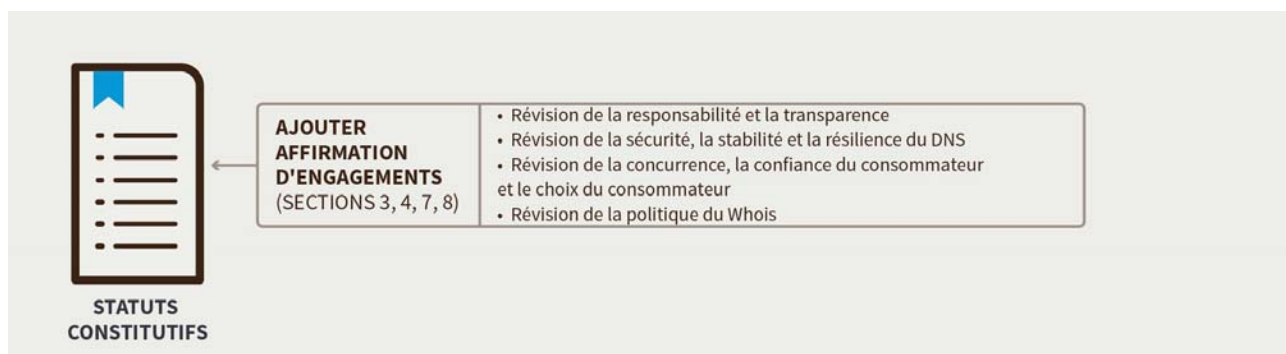 AJOUTER
AFFIRMATION
D'ENGAGEMENTS
(SECTIONS 3, 4, 7, 8)
• Révision de la responsabilité et la transparence
• Révision de la sécurité, la stabilité et la résilience du DNS
• Révision de la concurrence, la confiance du consommateur
et le choix du consommateur
• Révision de la politique du Whois
STATUTS
CONSTITUTIFS